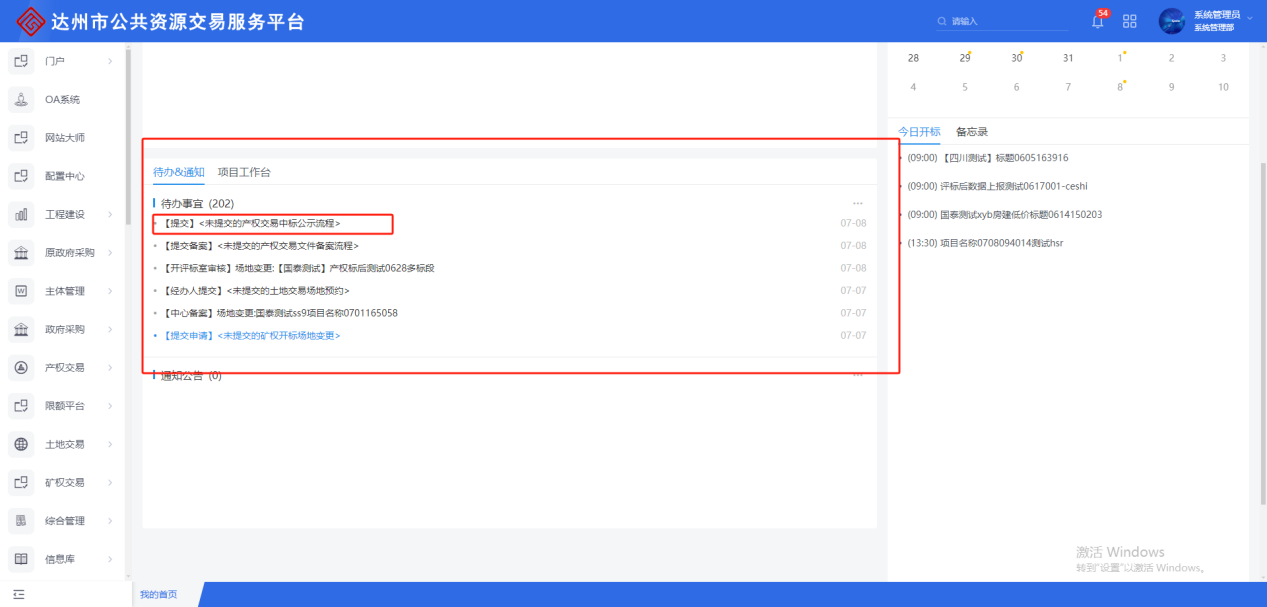 达州市公共资源交易服务平台
请输入
54
系统管理员
系统管理部
门户
OA系统
网站大师
配置中心
工程建设
原政府采购
主体管理
政府采购
产权交易
限额平台
土地交易
矿权交易
综合管理
信息库
待办&通知 项目工作台
待办事宜 (202)
【提交】<未提交的产权交易中标公示流程> 07-08
【提交备案】<未提交的产权交易文件备案流程> 07-08
【开评标室审核】场地变更:【国泰测试】产权标后测试0628多标段 07-08
【经办人提交】<未提交的土地交易场地预约> 07-07
【中心备案】场地变更:国泰测试ss9项目名称0701165058 07-07
【提交申请】<未提交的矿权开标场地变更> 07-07
通知公告 (0)
28 29 30 31 1 2 3
4 5 6 7 8 9 10
今日开标 备忘录
(09:00) 【四川测试】标题0605163916
(09:00) 评标后数据上报测试0617001-ceshi
(09:00) 国泰测试xyb房建低价标题0614150203
(13:30) 项目名称0708094014测试hsr
激活 Windows
转到"设置"以激活 Windows。
我的首页